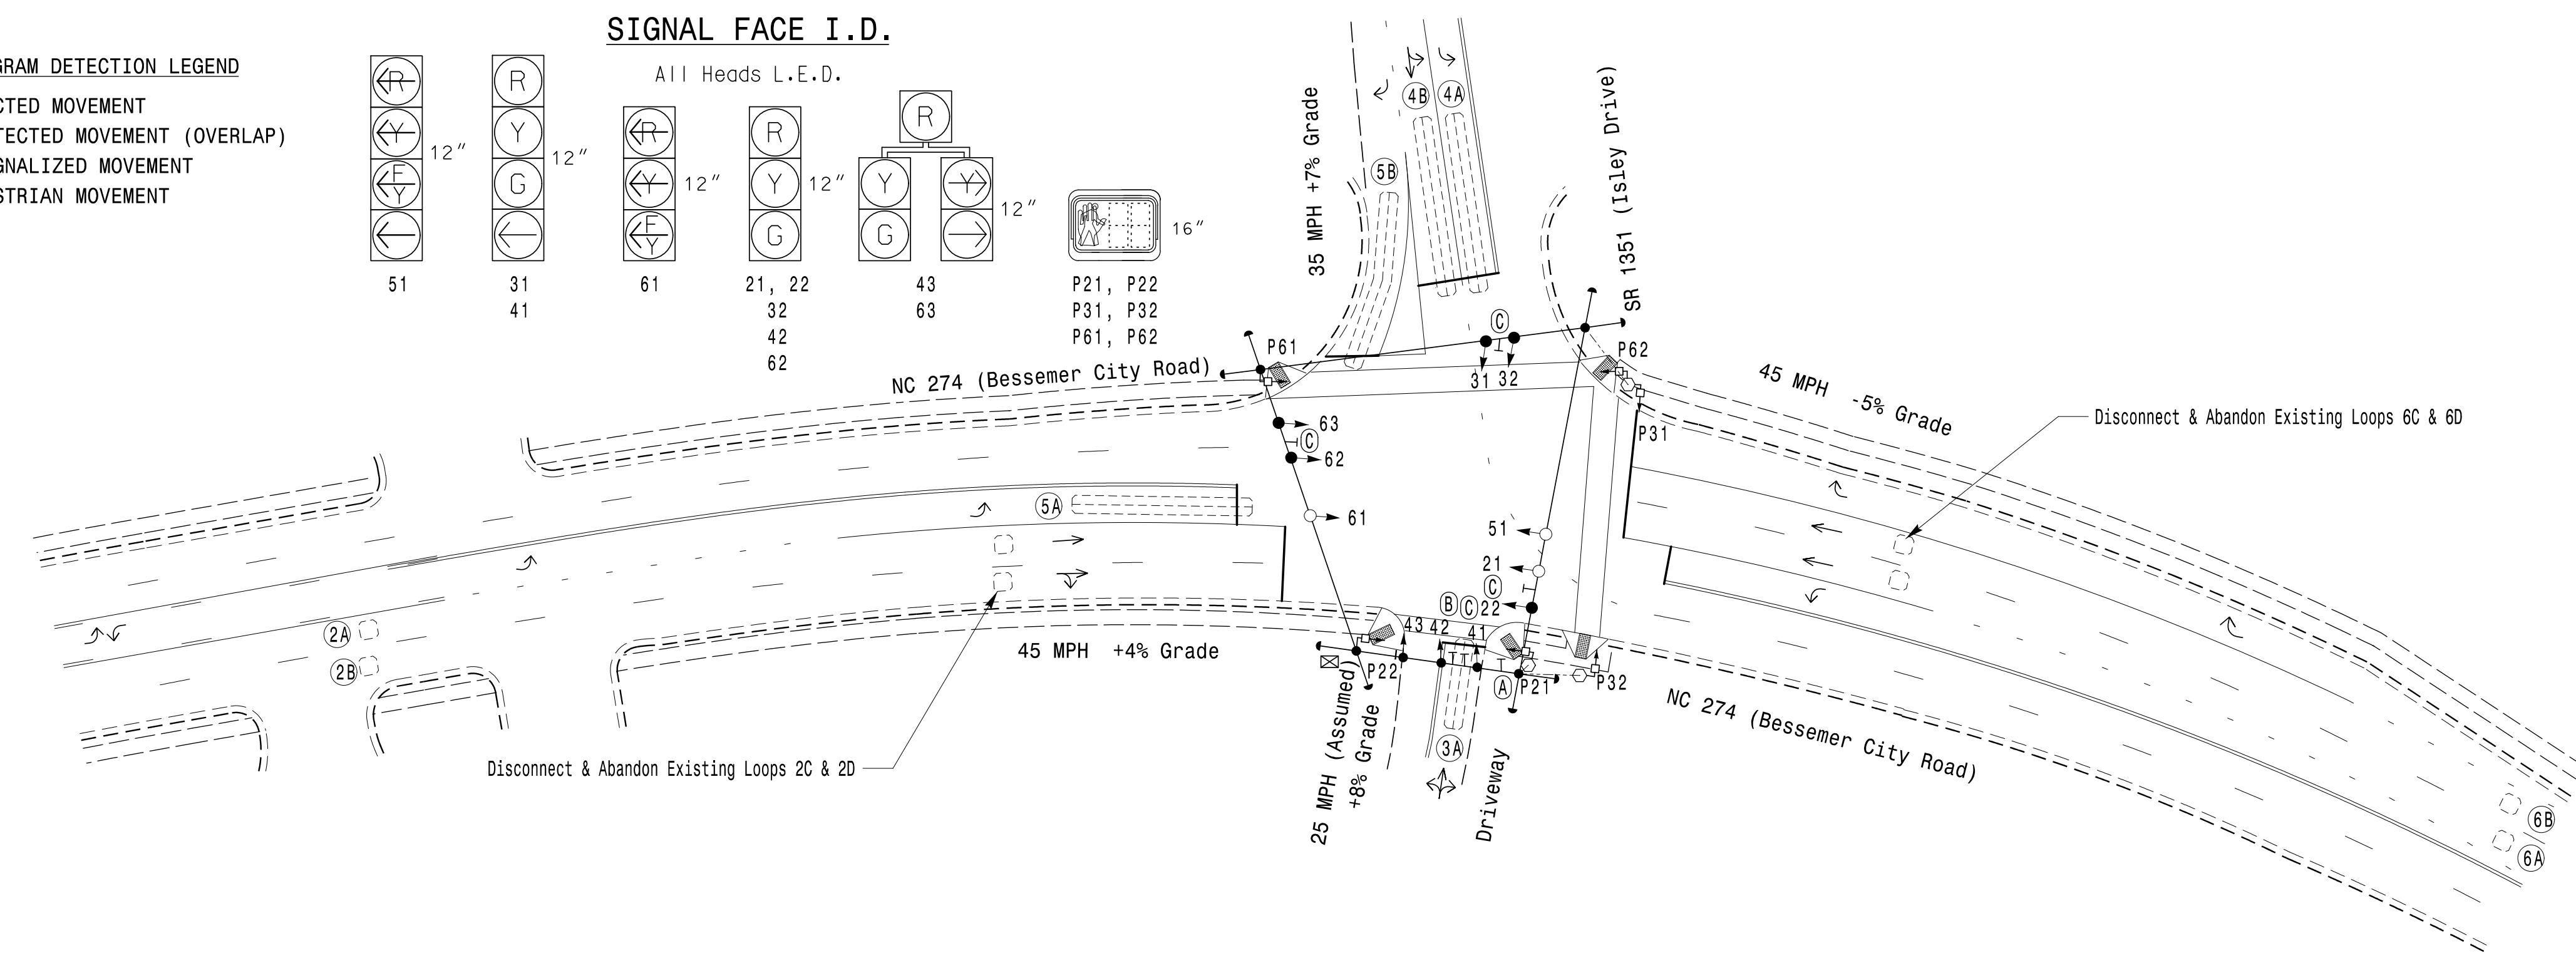 SIGNAL FACE I.D.
All Heads L.E.D.
GRAM DETECTION LEGEND
CTED MOVEMENT
TECTED MOVEMENT (OVERLAP)
GNALIZED MOVEMENT
STRIAN MOVEMENT
R
Y
F
Y
12"
51
R
Y
G
12"
31
41
R
Y
F
Y
12"
61
R
Y
G
12"
21, 22
32
42
62
R
Y
Y
G
12"
43
63
16"
P21, P22
P31, P32
P61, P62
35 MPH +7% Grade
4B
4A
5B
SR 1351 (Isley Drive)
NC 274 (Bessemer City Road)
P61
C
31
32
P62
P31
45 MPH -5% Grade
Disconnect & Abandon Existing Loops 6C & 6D
63
C
62
61
5A
51
21
C
B
C
22
2A
2B
45 MPH +4% Grade
43
42
41
P22
A
P21
P32
3A
25 MPH (Assumed)
+8% Grade
Driveway
NC 274 (Bessemer City Road)
Disconnect & Abandon Existing Loops 2C & 2D
6B
6A